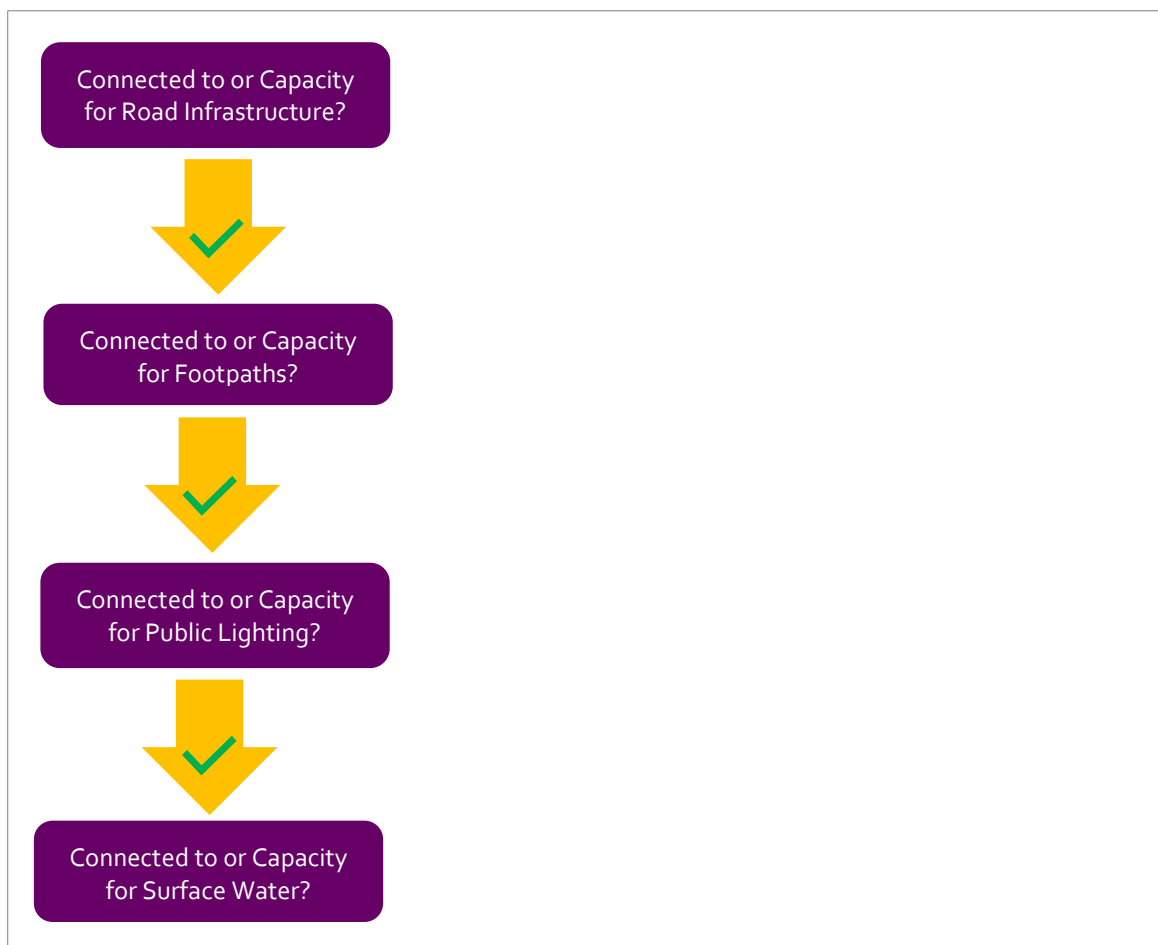 Connected to or Capacity
for Road Infrastructure?
Connected to or Capacity
for Footpaths?
Connected to or Capacity
for Public Lighting?
Connected to or Capacity
for Surface Water?